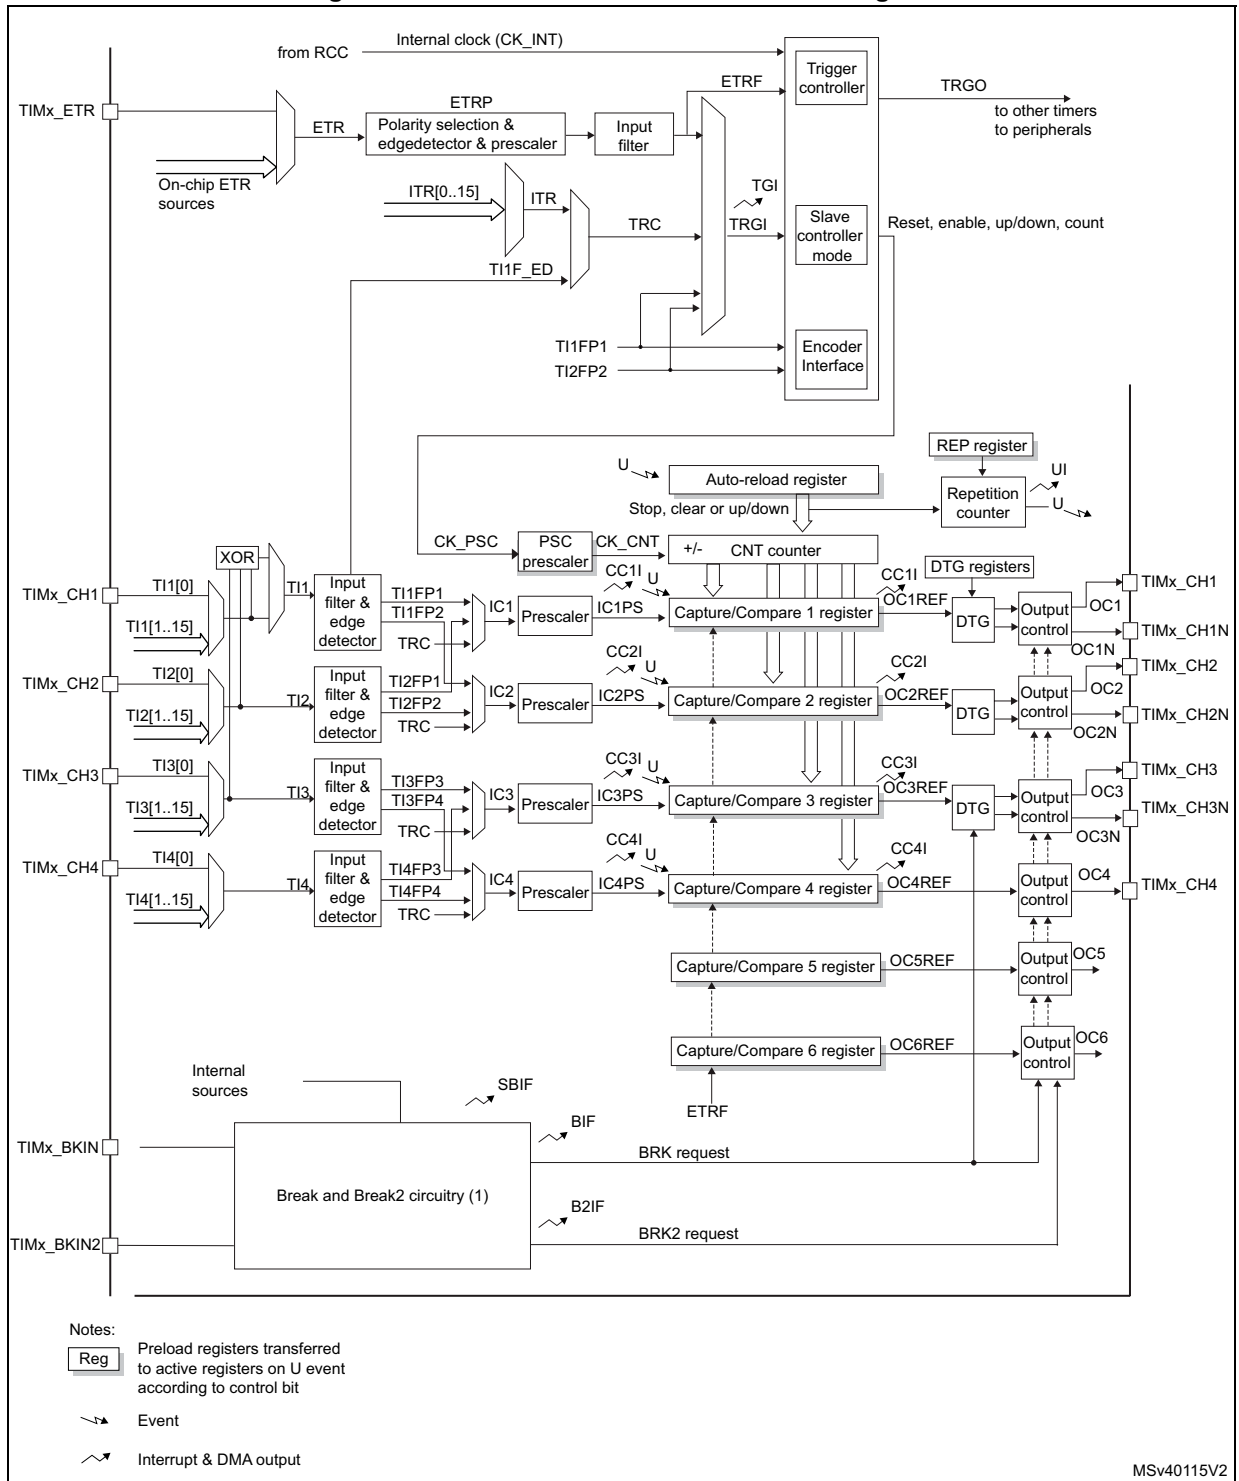 Internal clock (CK_INT)
from RCC
Trigger
controller
ETRF
TRGO
to other timers
to peripherals
TIMx_ETR
ETRP
ETR
Polarity selection &
edgedetector & prescaler
Input
filter
On-chip ETR
sources
ITR[0..15]
ITR
TGI
TRC
TRGI
Slave
controller
mode
Reset, enable, up/down, count
TI1F_ED
TI1FP1
TI2FP2
Encoder
Interface
REP register
U
Auto-reload register
UI
Repetition
counter
U
Stop, clear or up/down
CK_PSC
PSC
prescaler
CK_CNT
+/-
CNT counter
XOR
DTG registers
TIMx_CH1
TI1[0]
TI1[1..15]
TI1
Input
filter &
edge
detector
TI1FP1
TI1FP2
TRC
IC1
Prescaler
IC1PS
CC1I
U
Capture/Compare 1 register
CC1I
OC1REF
DTG
Output
control
OC1
TIMx_CH1
TIMx_CH1N
OC1N
TIMx_CH2
TI2[0]
TI2[1..15]
TI2
Input
filter &
edge
detector
TI2FP1
TI2FP2
TRC
IC2
Prescaler
IC2PS
CC2I
U
Capture/Compare 2 register
CC2I
OC2REF
DTG
Output
control
OC2
TIMx_CH2
TIMx_CH2N
OC2N
TIMx_CH3
TI3[0]
TI3[1..15]
TI3
Input
filter &
edge
detector
TI3FP3
TI3FP4
TRC
IC3
Prescaler
IC3PS
CC3I
U
Capture/Compare 3 register
CC3I
OC3REF
DTG
Output
control
OC3
TIMx_CH3
TIMx_CH3N
OC3N
TIMx_CH4
TI4[0]
TI4[1..15]
TI4
Input
filter &
edge
detector
TI4FP3
TI4FP4
TRC
IC4
Prescaler
IC4PS
CC4I
U
Capture/Compare 4 register
CC4I
OC4REF
Output
control
OC4
TIMx_CH4
Capture/Compare 5 register
OC5REF
Output
control
OC5
Capture/Compare 6 register
OC6REF
Output
control
OC6
ETRF
Internal
sources
SBIF
TIMx_BKIN
BIF
BRK request
Break and Break2 circuitry (1)
B2IF
BRK2 request
TIMx_BKIN2
Notes:
Reg
Preload registers transferred
to active registers on U event
according to control bit
Event
Interrupt & DMA output
MSv40115V2